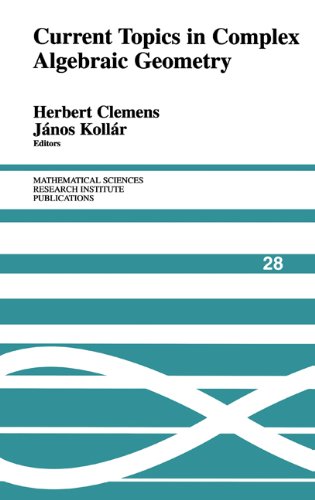 Current Topics in Complex
Algebraic Geometry
Herbert Clemens
János Kollár
Editors
MATHEMATICAL SCIENCES
RESEARCH INSTITUTE
PUBLICATIONS
28